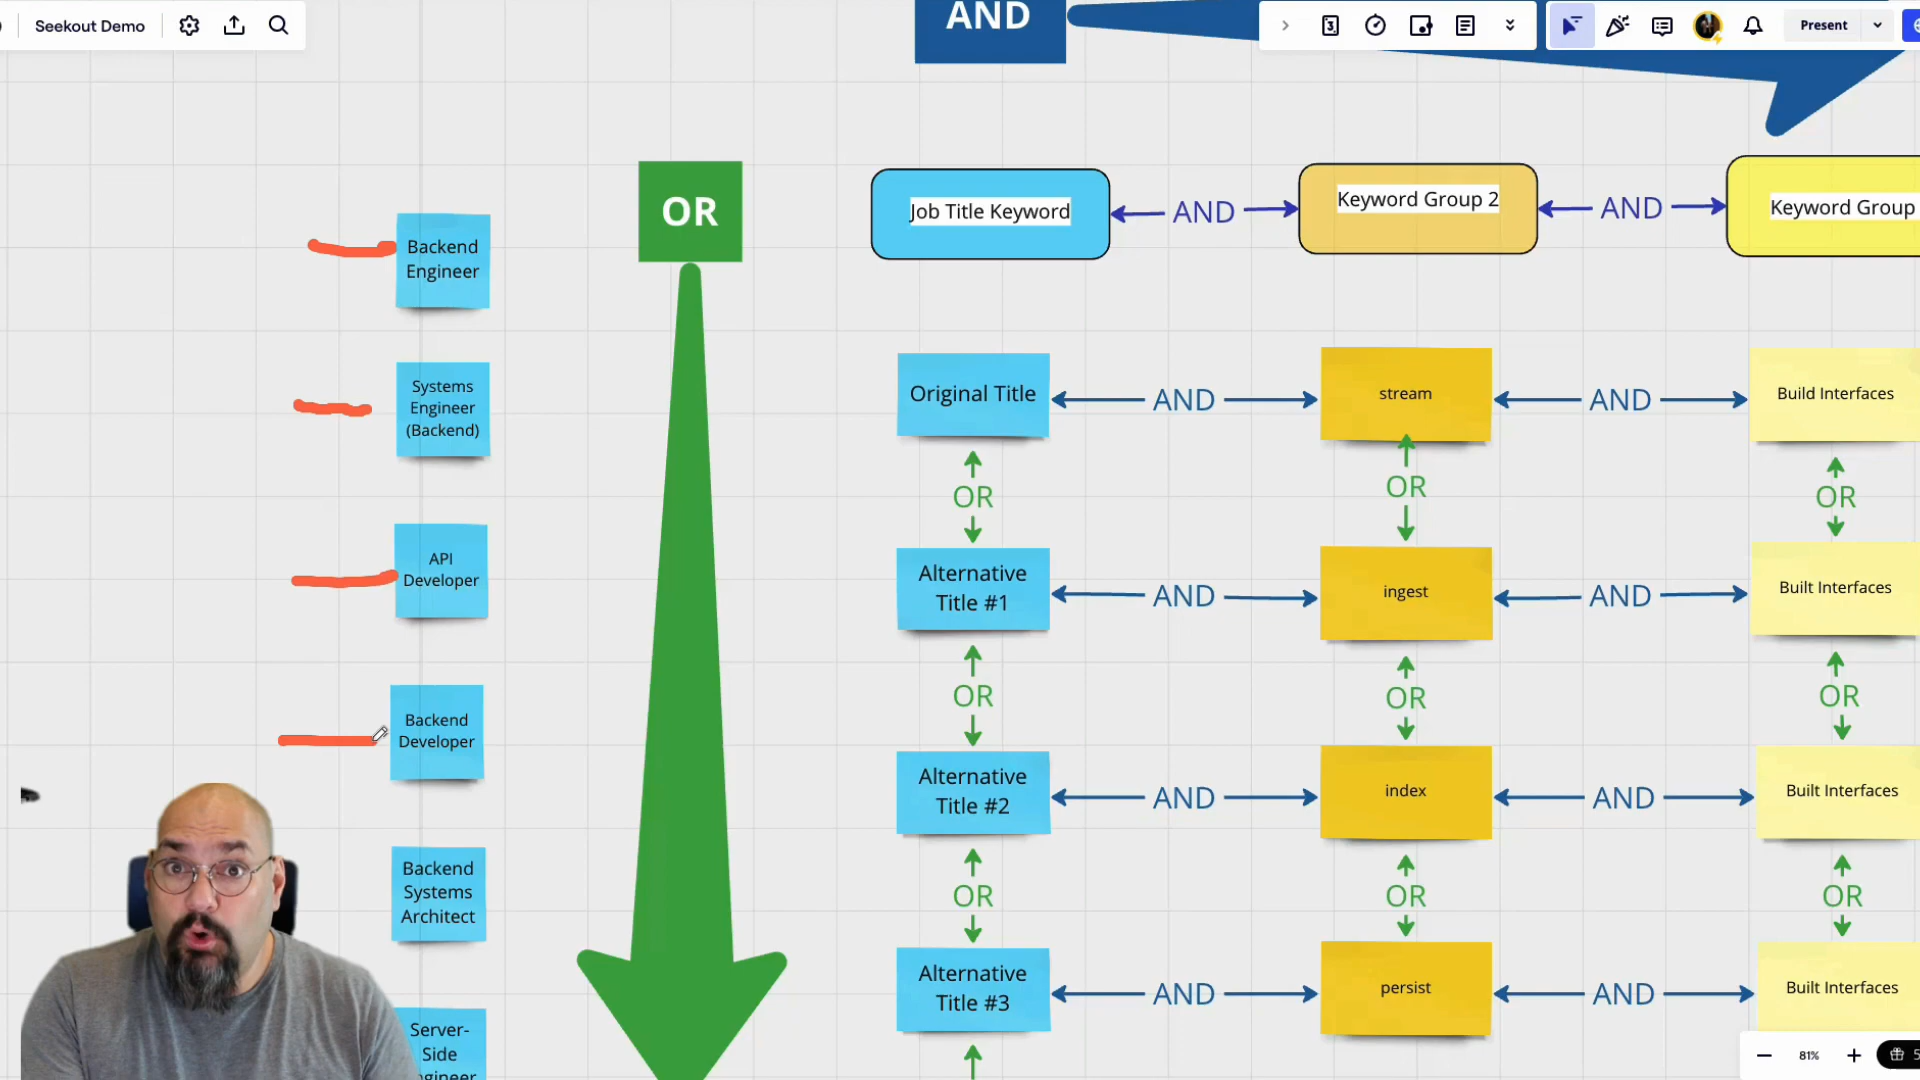 Seekout Demo
AND
Present
OR
Job Title Keyword
AND
Keyword Group 2
AND
Keyword Group
Backend
Engineer
Systems
Engineer
(Backend)
API
Developer
Backend
Developer
Backend
Systems
Architect
Server-
Side
Original Title
AND
stream
AND
Build Interfaces
OR
OR
OR
Alternative
Title #1
AND
ingest
AND
Built Interfaces
OR
OR
OR
Alternative
Title #2
AND
index
AND
Built Interfaces
OR
OR
OR
Alternative
Title #3
AND
persist
AND
Built Interfaces
81%